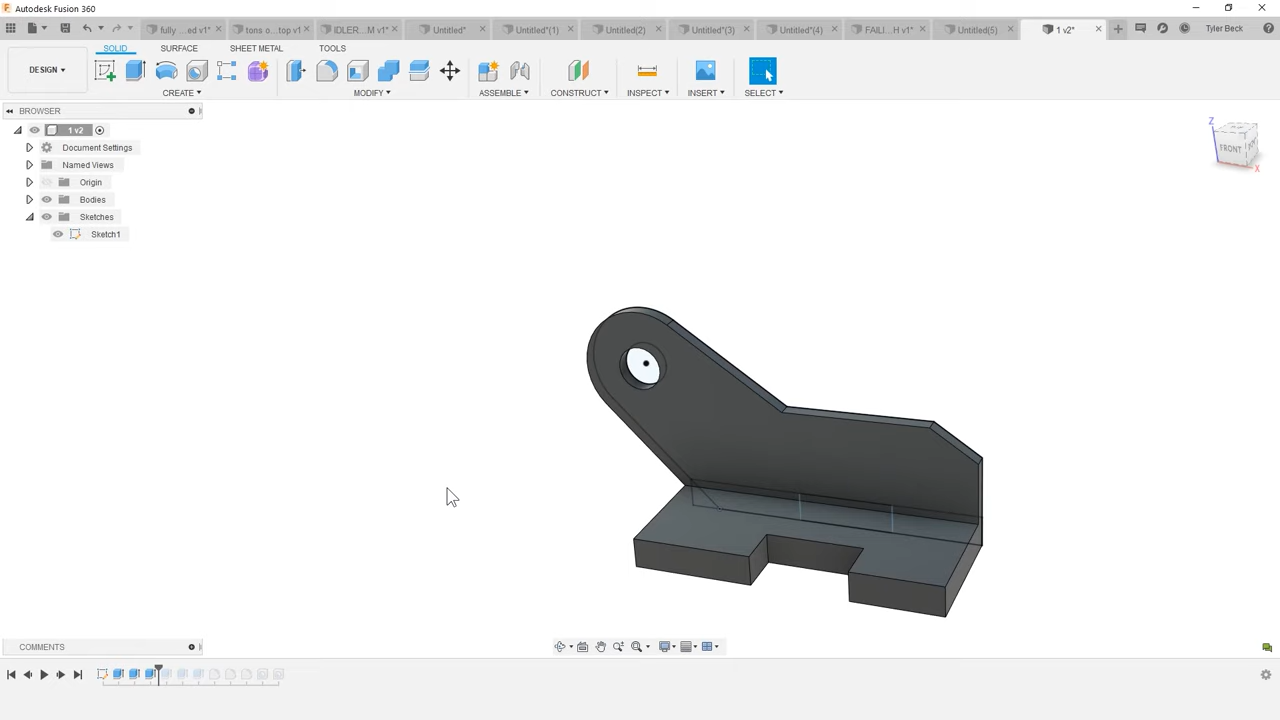 Autodesk Fusion 360
fully ...ed v1*
tons o...top v1*
IDLER....M v1*
Untitled*
Untitled*(1)
Untitled(2)
Untitled*(3)
Untitled*(4)
FAILI...H v1*
Untitled(5)
1 v2*
Tyler Beck
SOLID
SURFACE
SHEET METAL
TOOLS
DESIGN
CREATE
MODIFY
ASSEMBLE
CONSTRUCT
INSPECT
INSERT
SELECT
BROWSER
1 v2
Document Settings
Named Views
Origin
Bodies
Sketches
Sketch1
Z
FRONT
X
COMMENTS